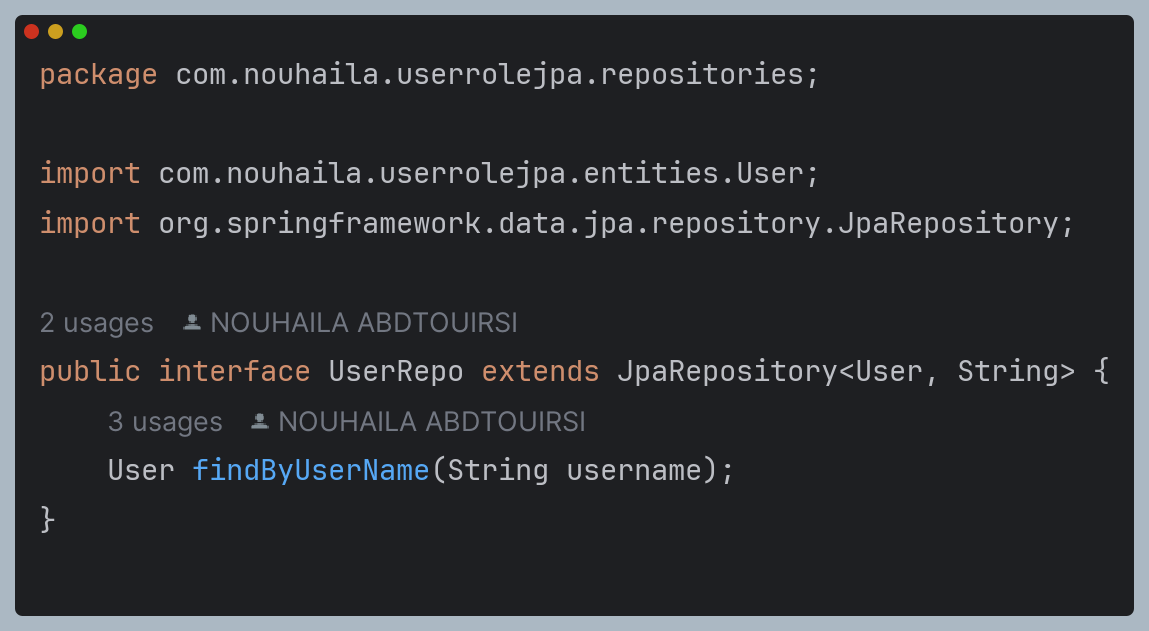 package com.nouhaila.userrolejpa.repositories;
import com.nouhaila.userrolejpa.entities.User;
import org.springframework.data.jpa.repository.JpaRepository;
2 usages NOUHAILA ABDTOUIRSI
public interface UserRepo extends JpaRepository<User, String> {
3 usages NOUHAILA ABDTOUIRSI
User findByUserName(String username);
}